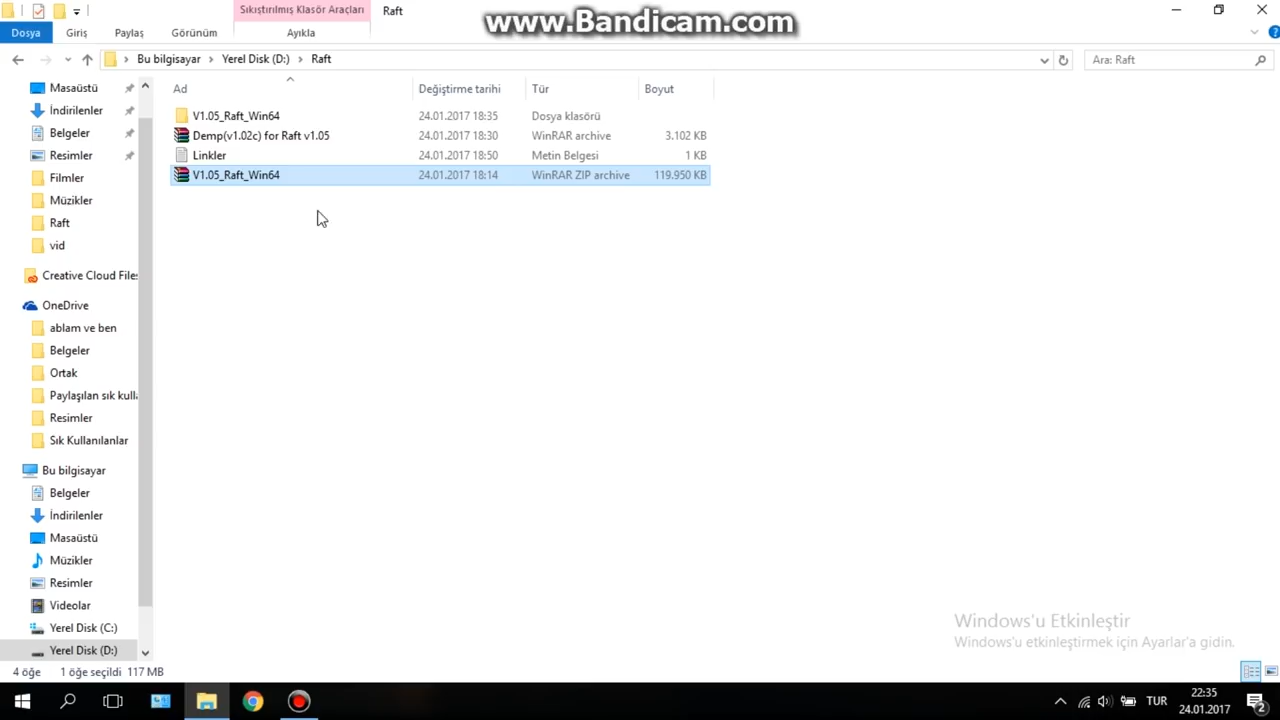 Sıkıştırılmış Klasör Araçları
Raft
www.Bandicam.com
Dosya
Giriş
Paylaş
Görünüm
Ayıkla
Bu bilgisayar
Yerel Disk (D:)
Raft
Ara: Raft
Ad
Değiştirme tarihi
Tür
Boyut
V1.05_Raft_Win64
24.01.2017 18:35
Dosya klasörü
Demp(v1.02c) for Raft v1.05
24.01.2017 18:30
WinRAR archive
3.102 KB
Linkler
24.01.2017 18:50
Metin Belgesi
1 KB
V1.05_Raft_Win64
24.01.2017 18:14
WinRAR ZIP archive
119.950 KB
Masaüstü
İndirilenler
Belgeler
Resimler
Filmler
Müzikler
Raft
vid
Creative Cloud Files
OneDrive
ablam ve ben
Belgeler
Ortak
Paylaşılan sık kulla
Resimler
Sık Kullanılanlar
Bu bilgisayar
Belgeler
İndirilenler
Masaüstü
Müzikler
Resimler
Videolar
Yerel Disk (C:)
Yerel Disk (D:)
Windows'u Etkinleştir
Windows'u etkinleştirmek için Ayarlar'a gidin.
4 öğe
1 öğe seçildi 117 MB
TUR
22:35
24.01.2017
2